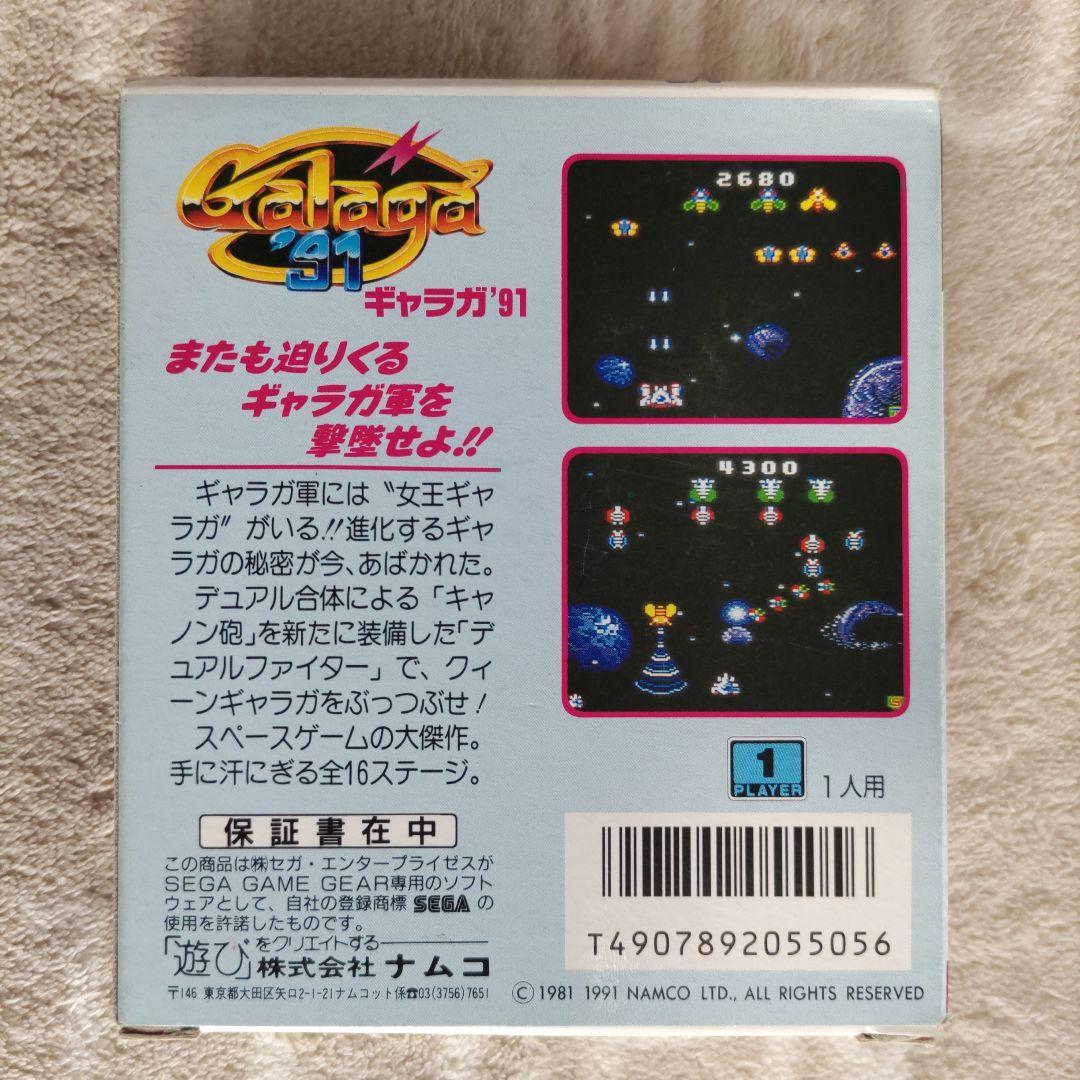 Galaga
'91
ギャラガ'91
またも迫りくる
ギャラガ軍を
撃墜せよ!!
ギャラガ軍には〝女王ギャ
ラガ〟がいる!!進化するギャ
ラガの秘密が今、あばかれた。
デュアル合体による「キャ
ノン砲」を新たに装備した「デ
ュアルファイター」で、クィ
ーンギャラガをぶっつぶせ!
スペースゲームの大傑作。
手に汗にぎる全16ステージ。
保証書在中
この商品は㈱セガ・エンタープライゼスが
SEGA GAME GEAR専用のソフト
ウェアとして、自社の登録商標 SEGA の
使用を許諾したものです。
「遊び」をクリエイトする
株式会社 ナムコ
〒146 東京都大田区矢口2-1-21ナムコット係☎03(3756)7651
2680
4300
1
PLAYER
1人用
T4907892055056
© 1981 1991 NAMCO LTD., ALL RIGHTS RESERVED